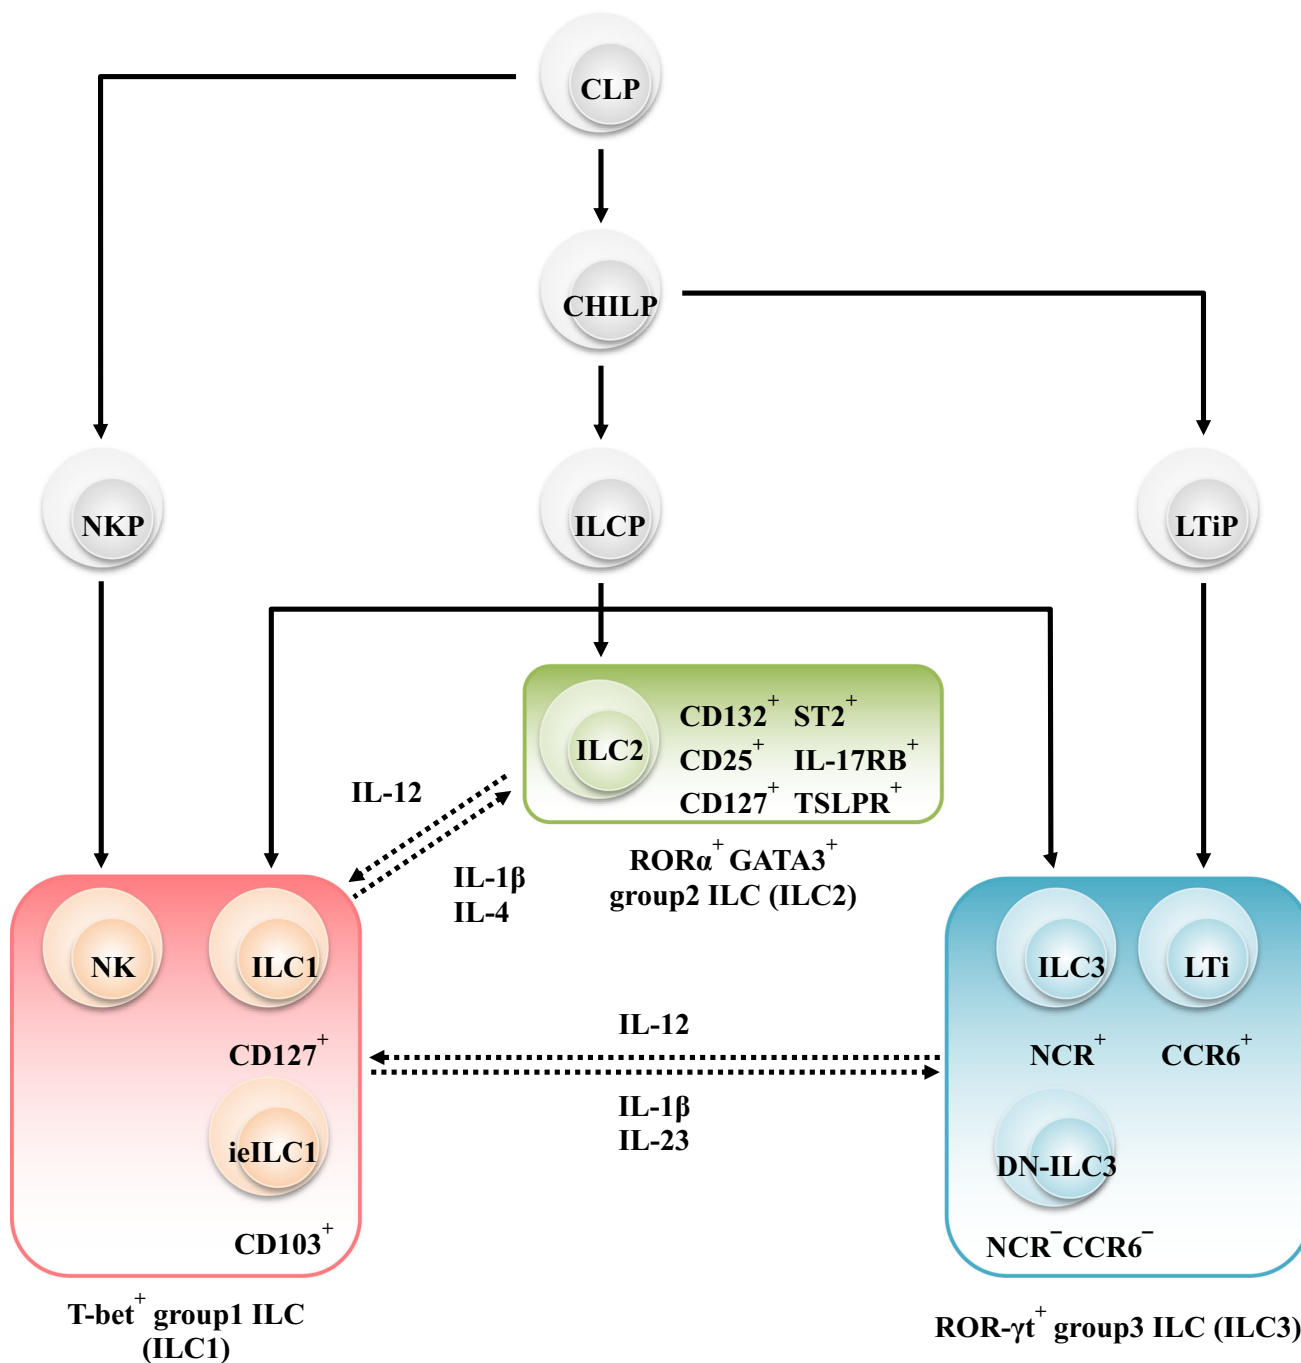 CLP
CHILP
NKP
ILCP
LTiP
ILC2
CD132⁺ ST2⁺
CD25⁺ IL-17RB⁺
CD127⁺ TSLPR⁺
RORα⁺ GATA3⁺
group2 ILC (ILC2)
IL-12
IL-1β
IL-4
NK
ILC1
CD127⁺
ieILC1
CD103⁺
T-bet⁺ group1 ILC
(ILC1)
IL-12
IL-1β
IL-23
ILC3
LTi
NCR⁺
CCR6⁺
DN-ILC3
NCR⁻CCR6⁻
ROR-γt⁺ group3 ILC (ILC3)